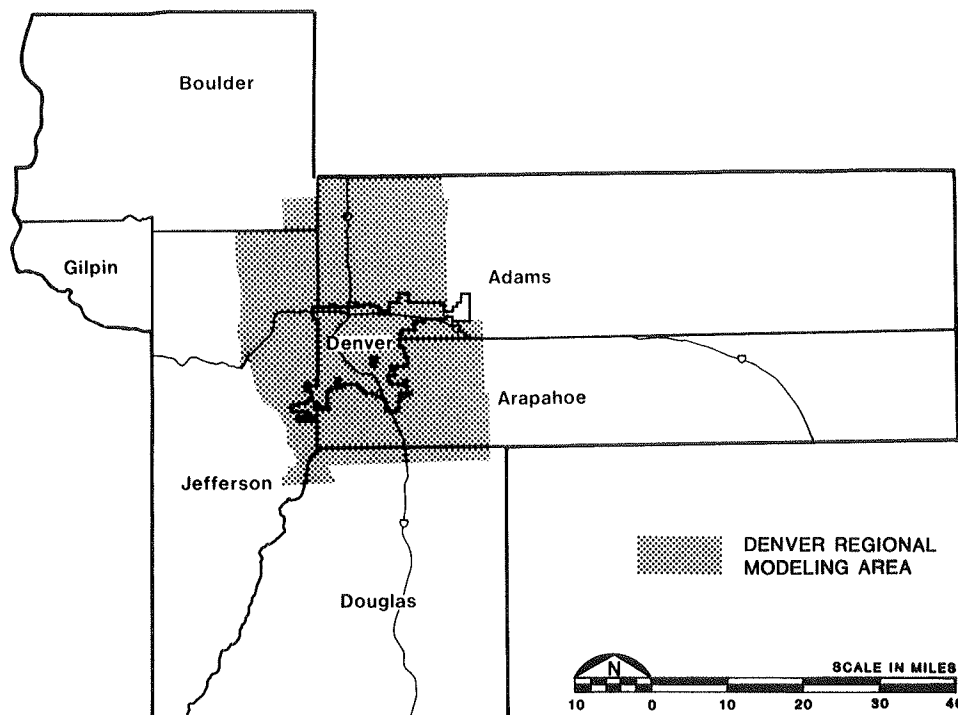 Boulder
Gilpin
Adams
Denver
Arapahoe
Jefferson
DENVER REGIONAL
MODELING AREA
Douglas
N
SCALE IN MILES
10 0 10 20 30 40